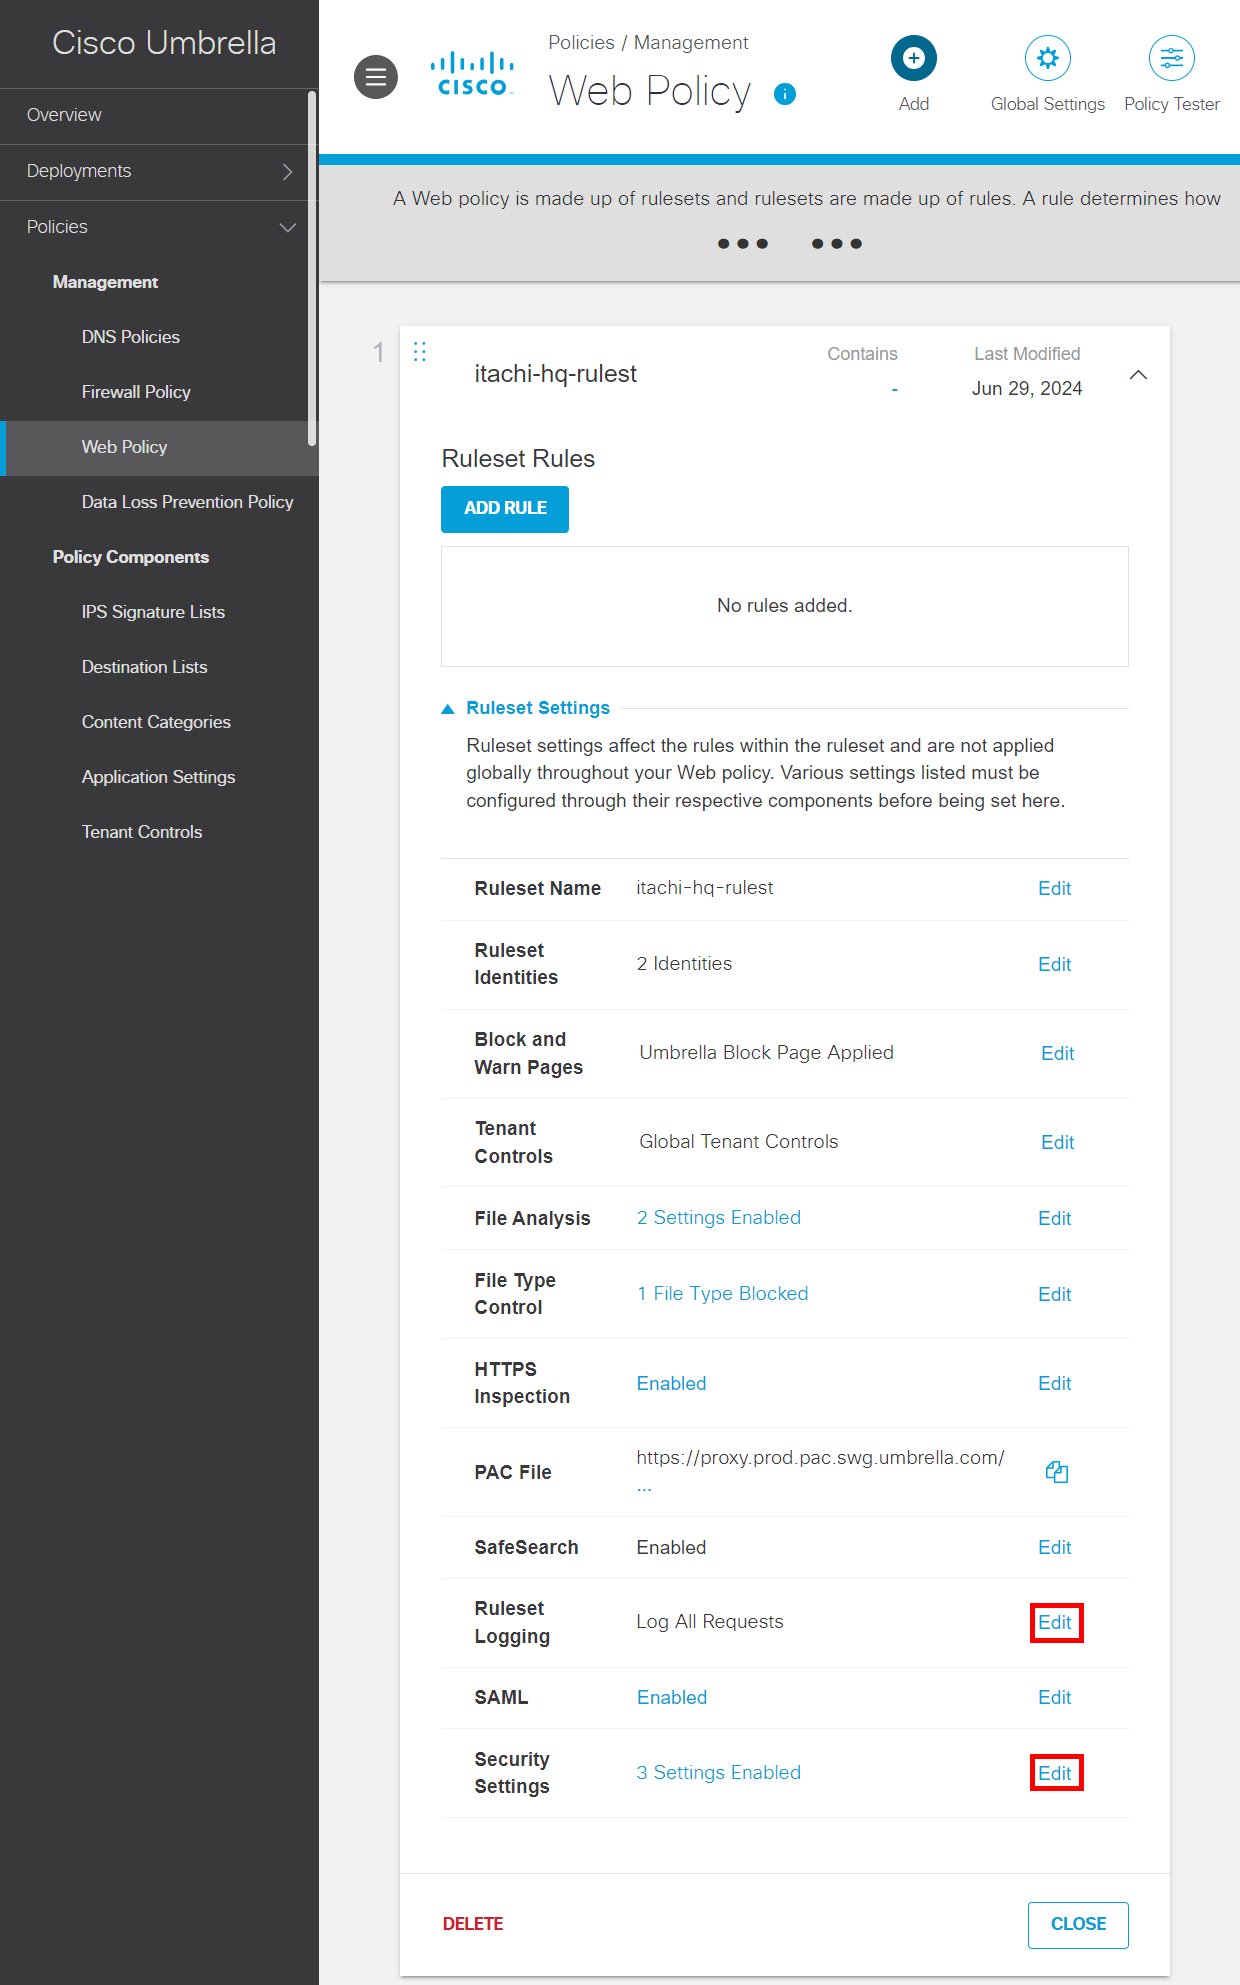 Cisco Umbrella
Overview
Deployments
Policies
Management
DNS Policies
Firewall Policy
Web Policy
Data Loss Prevention Policy
Policy Components
IPS Signature Lists
Destination Lists
Content Categories
Application Settings
Tenant Controls
CISCO
Policies / Management
Web Policy
Add
Global Settings
Policy Tester
A Web policy is made up of rulesets and rulesets are made up of rules. A rule determines how
1
itachi-hq-rulest
Contains
-
Last Modified
Jun 29, 2024
Ruleset Rules
ADD RULE
No rules added.
Ruleset Settings
Ruleset settings affect the rules within the ruleset and are not applied
globally throughout your Web policy. Various settings listed must be
configured through their respective components before being set here.
Ruleset Name itachi-hq-rulest Edit
Ruleset
Identities
2 Identities
Edit
Block and
Warn Pages
Umbrella Block Page Applied
Edit
Tenant
Controls
Global Tenant Controls
Edit
File Analysis 2 Settings Enabled Edit
File Type
Control
1 File Type Blocked
Edit
HTTPS
Inspection
Enabled
Edit
PAC File
https://proxy.prod.pac.swg.umbrella.com/
...
SafeSearch Enabled Edit
Ruleset
Logging
Log All Requests
Edit
SAML Enabled Edit
Security
Settings
3 Settings Enabled
Edit
DELETE
CLOSE